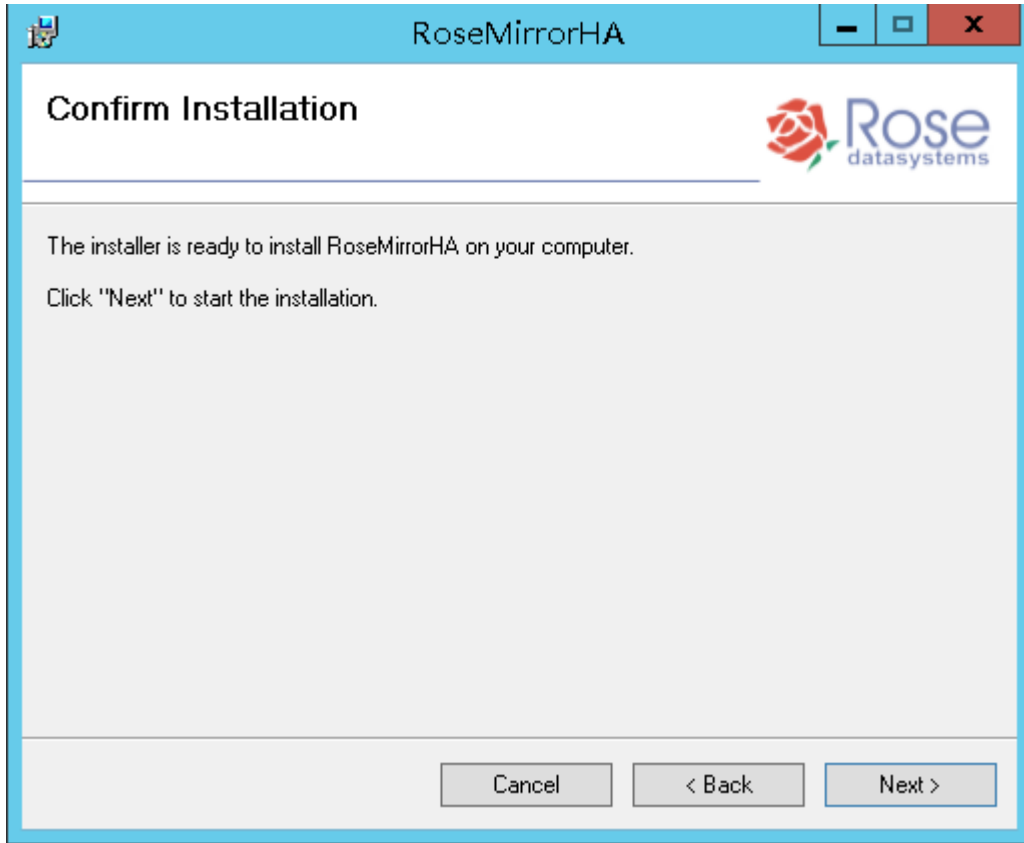 RoseMirrorHA
Confirm Installation
Rose
datasystems
The installer is ready to install RoseMirrorHA on your computer.
Click "Next" to start the installation.
Cancel
< Back
Next >